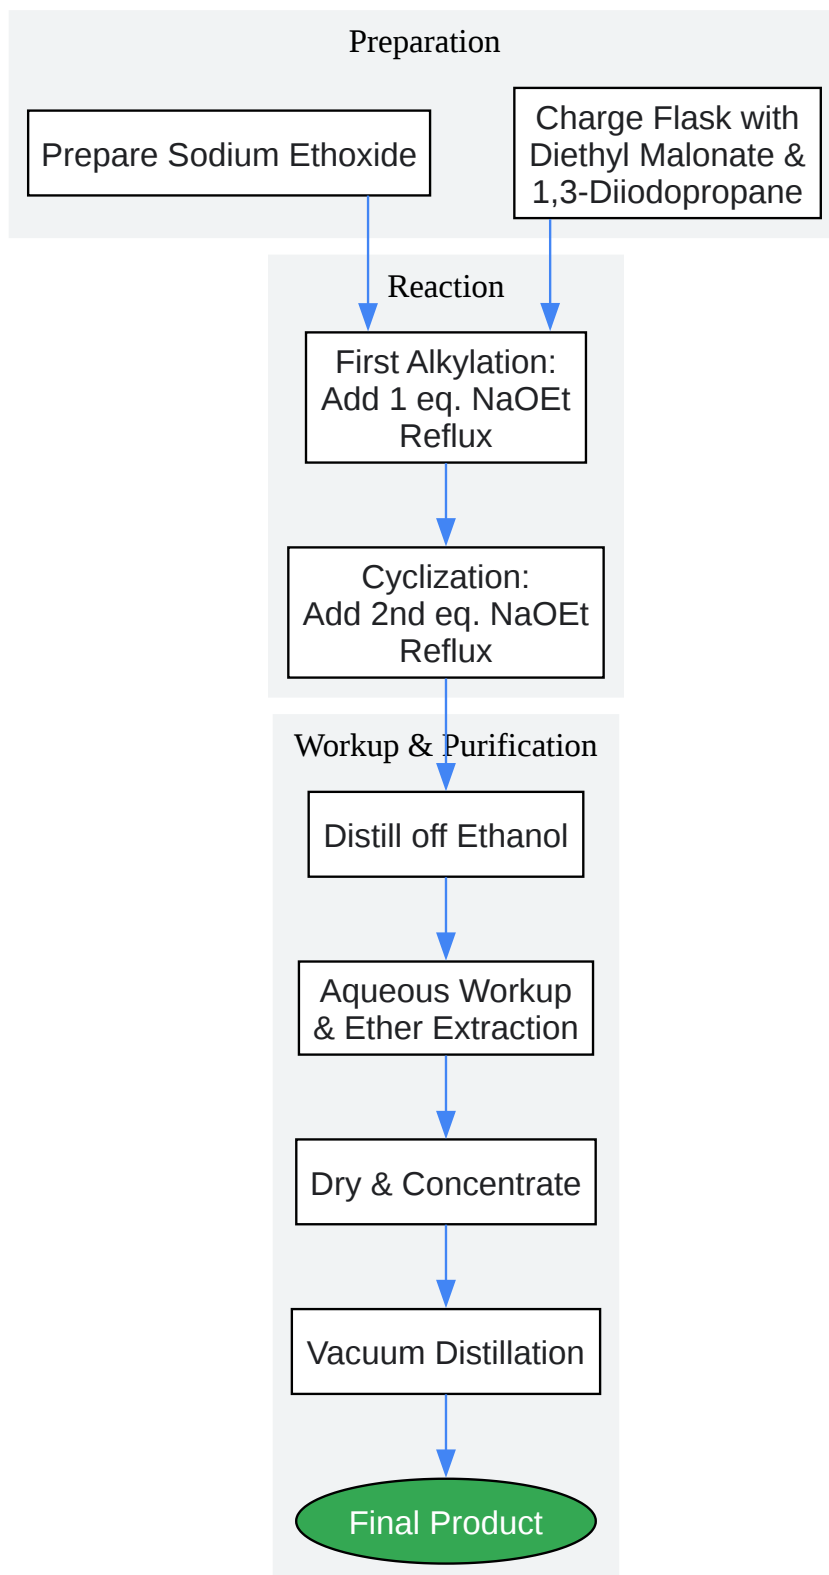 Preparation
Prepare Sodium Ethoxide
Charge Flask with
Diethyl Malonate &
1,3-Diiodopropane
Reaction
First Alkylation:
Add 1 eq. NaOEt
Reflux
Cyclization:
Add 2nd eq. NaOEt
Reflux
Workup & Purification
Distill off Ethanol
Aqueous Workup
& Ether Extraction
Dry & Concentrate
Vacuum Distillation
Final Product